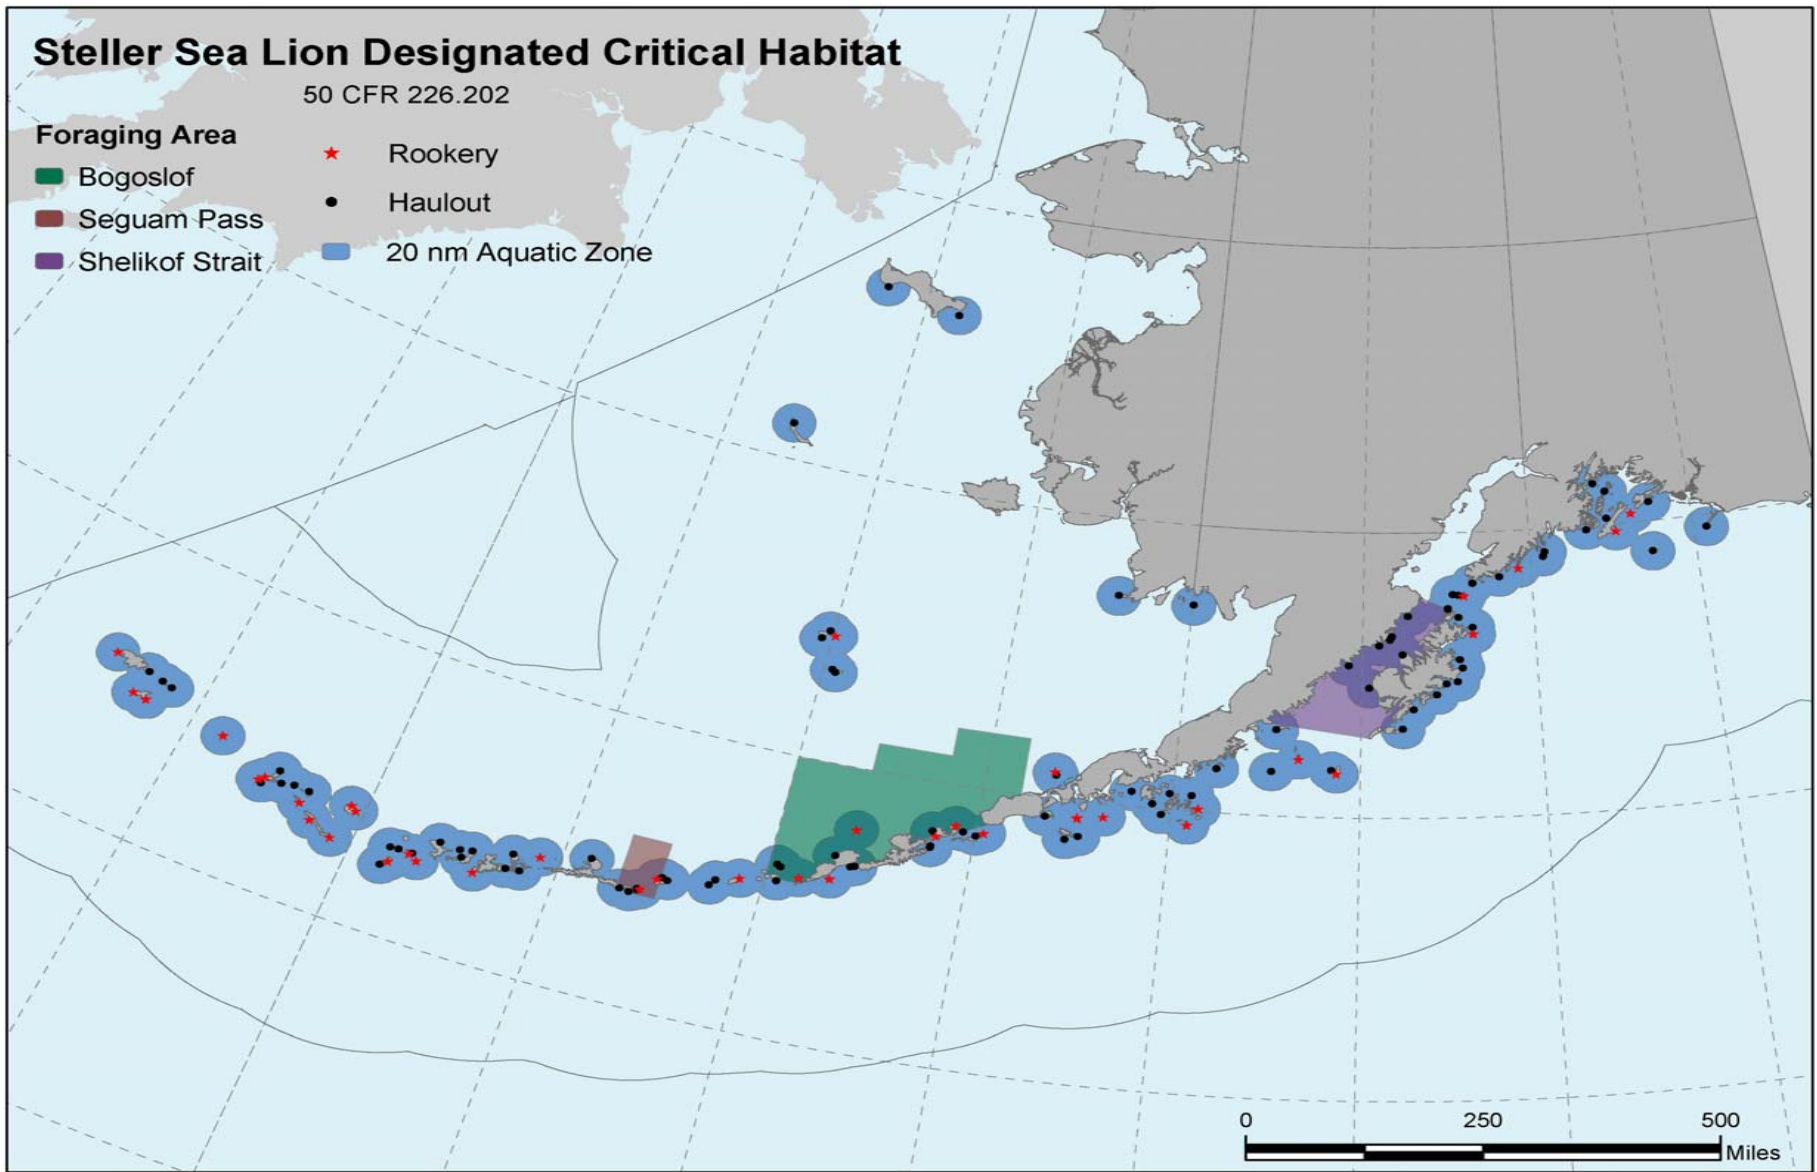 Steller Sea Lion Designated Critical Habitat
50 CFR 226.202
Foraging Area
Bogoslof
Seguam Pass
Shelikof Strait
Rookery
Haulout
20 nm Aquatic Zone
0 250 500
Miles